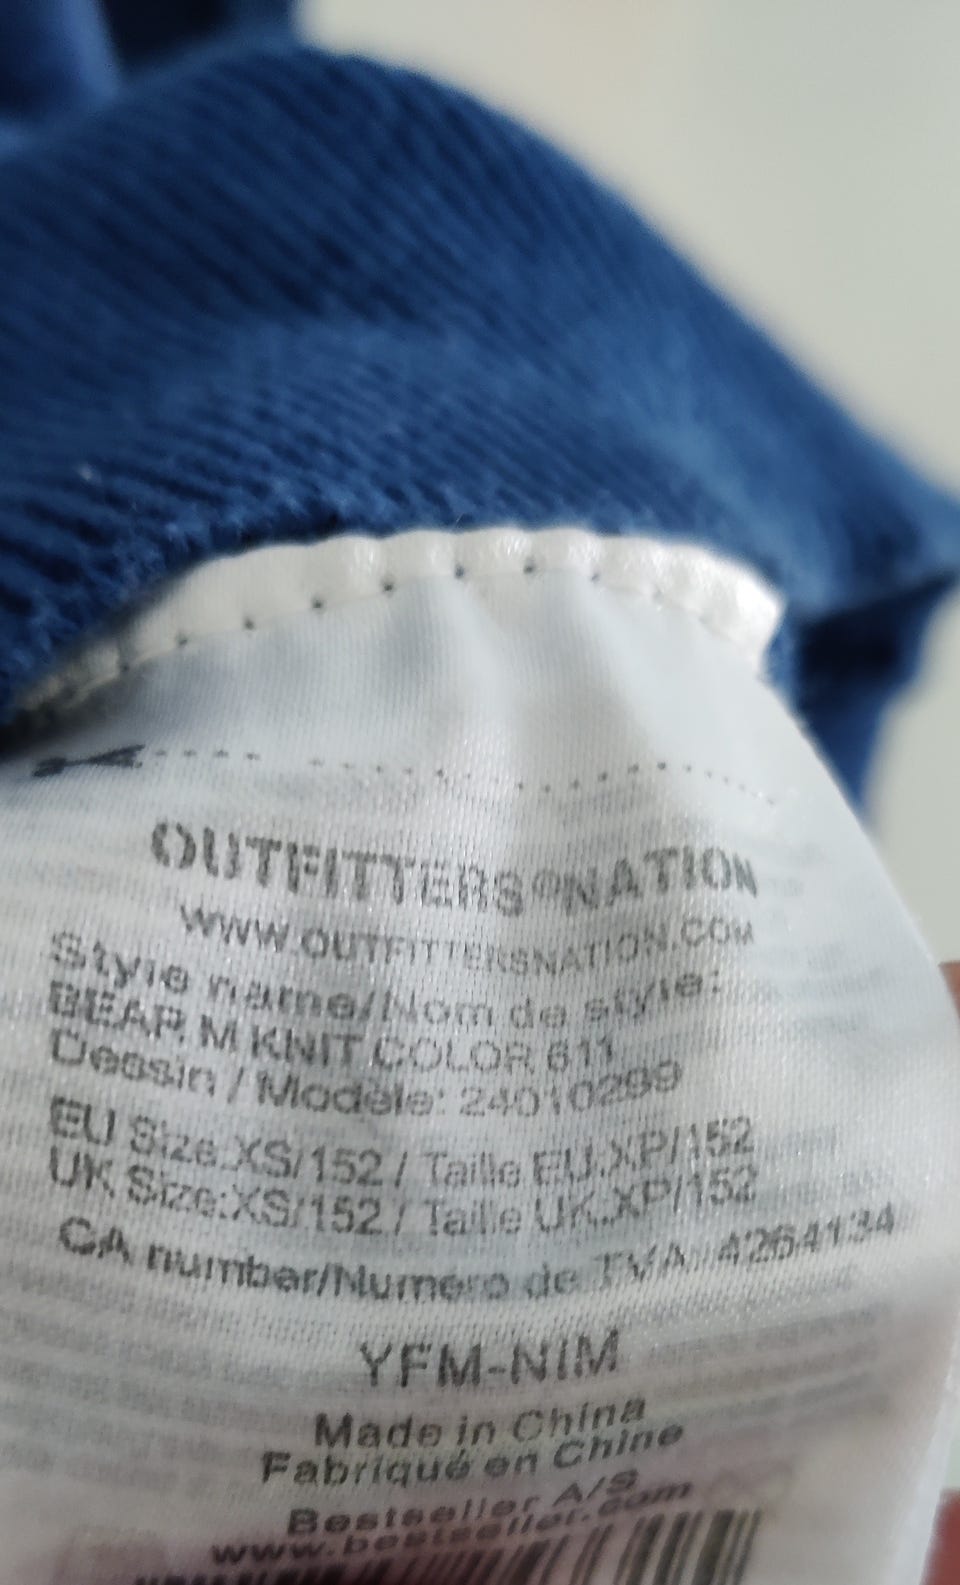 OUTFITTERS®NATION
WWW.OUTFITTERSNATION.COM
Style name/Nom de style:
BEAR M KNIT COLOR 611
Dessin / Modèle: 24010299
EU Size:XS/152 / Taille EU:XP/152
UK Size:XS/152 / Taille UK:XP/152
CA number/Numéro de TVA: 4264134
YFM-NIM
Made in China
Fabriqué en Chine
Bestseller A/S
www.bestseller.com